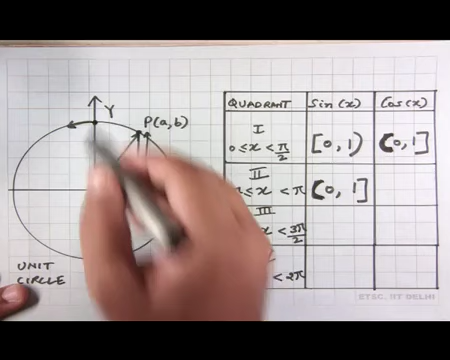 Y
P(a,b)
UNIT
CIRCLE
QUADRANT Sin(x) Cos(x)
I
0 ≤ x < π/2 [0, 1) (0, 1]
II
≤ x < π (0, 1]
III
x < 3π/2
< 2π
ETSC, IIT DELHI